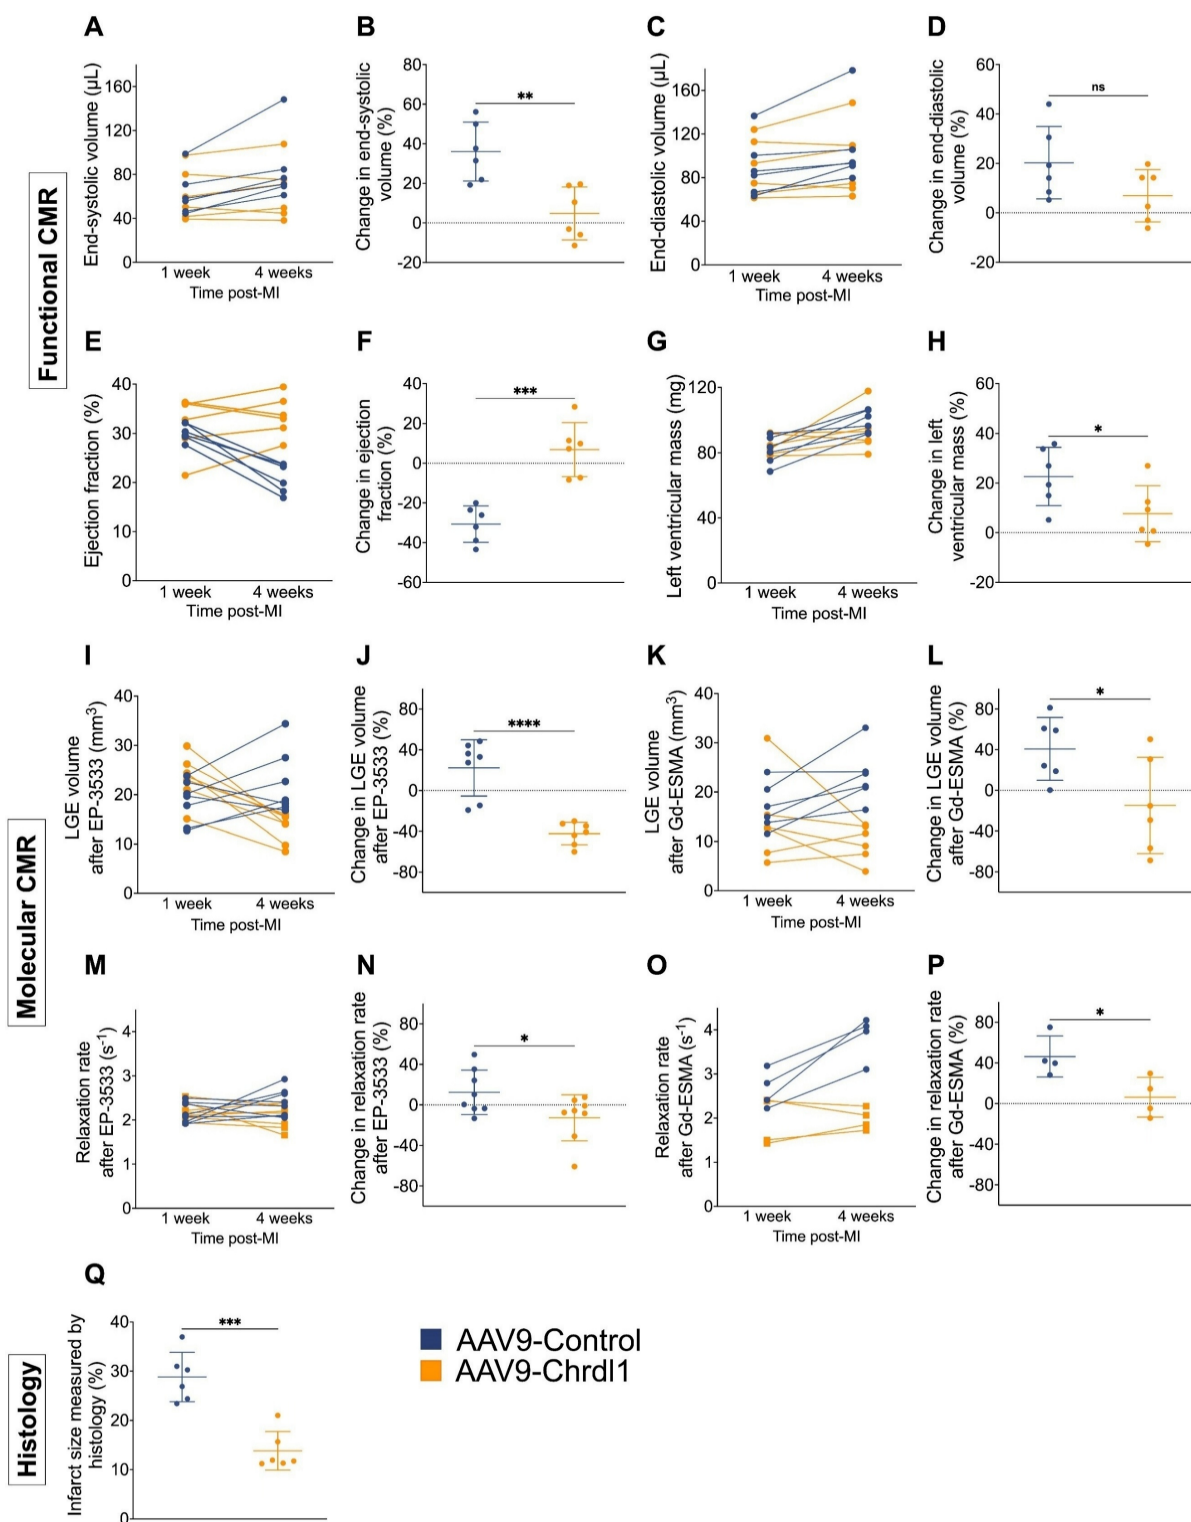 A
B
C
D
Functional CMR
End-systolic volume (µL)
160
120
80
40
0
1 week
4 weeks
Time post-MI
Change in end-systolic
volume (%)
80
60
40
20
0
-20
**
End-diastolic volume (µL)
160
120
80
40
0
1 week
4 weeks
Time post-MI
Change in end-diastolic
volume (%)
60
40
20
0
-20
ns
E
F
G
H
Ejection fraction (%)
40
30
20
10
0
1 week
4 weeks
Time post-MI
Change in ejection
fraction (%)
40
20
0
-20
-40
-60
***
Left ventricular mass (mg)
120
80
40
0
1 week
4 weeks
Time post-MI
Change in left
ventricular mass (%)
60
40
20
0
-20
*
I
J
K
L
Molecular CMR
LGE volume
after EP-3533 (mm³)
40
30
20
10
0
1 week
4 weeks
Time post-MI
Change in LGE volume
after EP-3533 (%)
80
40
0
-40
-80
****
LGE volume
after Gd-ESMA (mm³)
40
30
20
10
0
1 week
4 weeks
Time post-MI
Change in LGE volume
after Gd-ESMA (%)
80
40
0
-40
-80
*
M
N
O
P
Relaxation rate
after EP-3533 (s⁻¹)
4
3
2
1
0
1 week
4 weeks
Time post-MI
Change in relaxation rate
after EP-3533 (%)
80
40
0
-40
-80
*
Relaxation rate
after Gd-ESMA (s⁻¹)
4
3
2
1
0
1 week
4 weeks
Time post-MI
Change in relaxation rate
after Gd-ESMA (%)
80
40
0
-40
-80
*
Q
Histology
Infarct size measured by
histology (%)
40
30
20
10
0
***
AAV9-Control
AAV9-Chrdl1